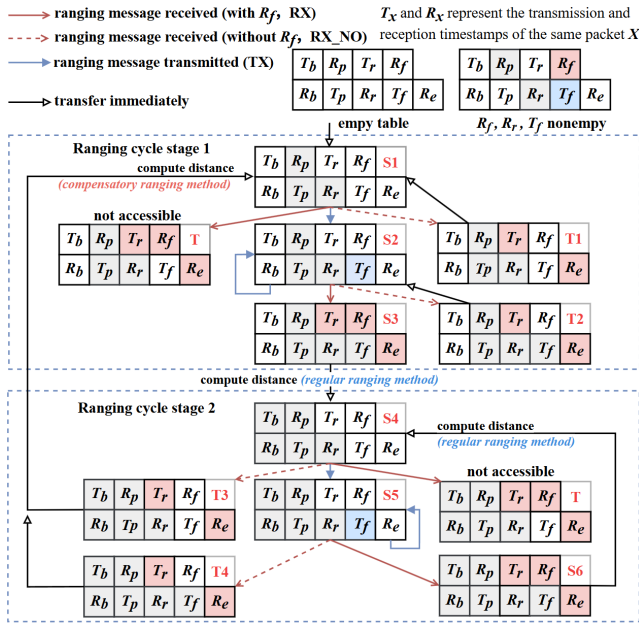 ranging message received (with Rf, RX)
ranging message received (without Rf, RX_NO)
ranging message transmitted (TX)
transfer immediately
Tx and Rx represent the transmission and
reception timestamps of the same packet X
Tb Rp Tr Rf
Rb Tp Rr Tf Re
empy table
Tb Rp Tr Rf
Rb Tp Rr Tf Re
Rf, Rr, Tf nonempy
Ranging cycle stage 1
compute distance
(compensatory ranging method)
Tb Rp Tr Rf S1
Rb Tp Rr Tf Re
not accessible
Tb Rp Tr Rf T
Rb Tp Rr Tf Re
Tb Rp Tr Rf S2
Rb Tp Rr Tf Re
Tb Rp Tr Rf T1
Rb Tp Rr Tf Re
Tb Rp Tr Rf S3
Rb Tp Rr Tf Re
Tb Rp Tr Rf T2
Rb Tp Rr Tf Re
compute distance (regular ranging method)
Ranging cycle stage 2
Tb Rp Tr Rf S4
Rb Tp Rr Tf Re
compute distance
(regular ranging method)
Tb Rp Tr Rf T3
Rb Tp Rr Tf Re
Tb Rp Tr Rf S5
Rb Tp Rr Tf Re
not accessible
Tb Rp Tr Rf T
Rb Tp Rr Tf Re
Tb Rp Tr Rf T4
Rb Tp Rr Tf Re
Tb Rp Tr Rf S6
Rb Tp Rr Tf Re